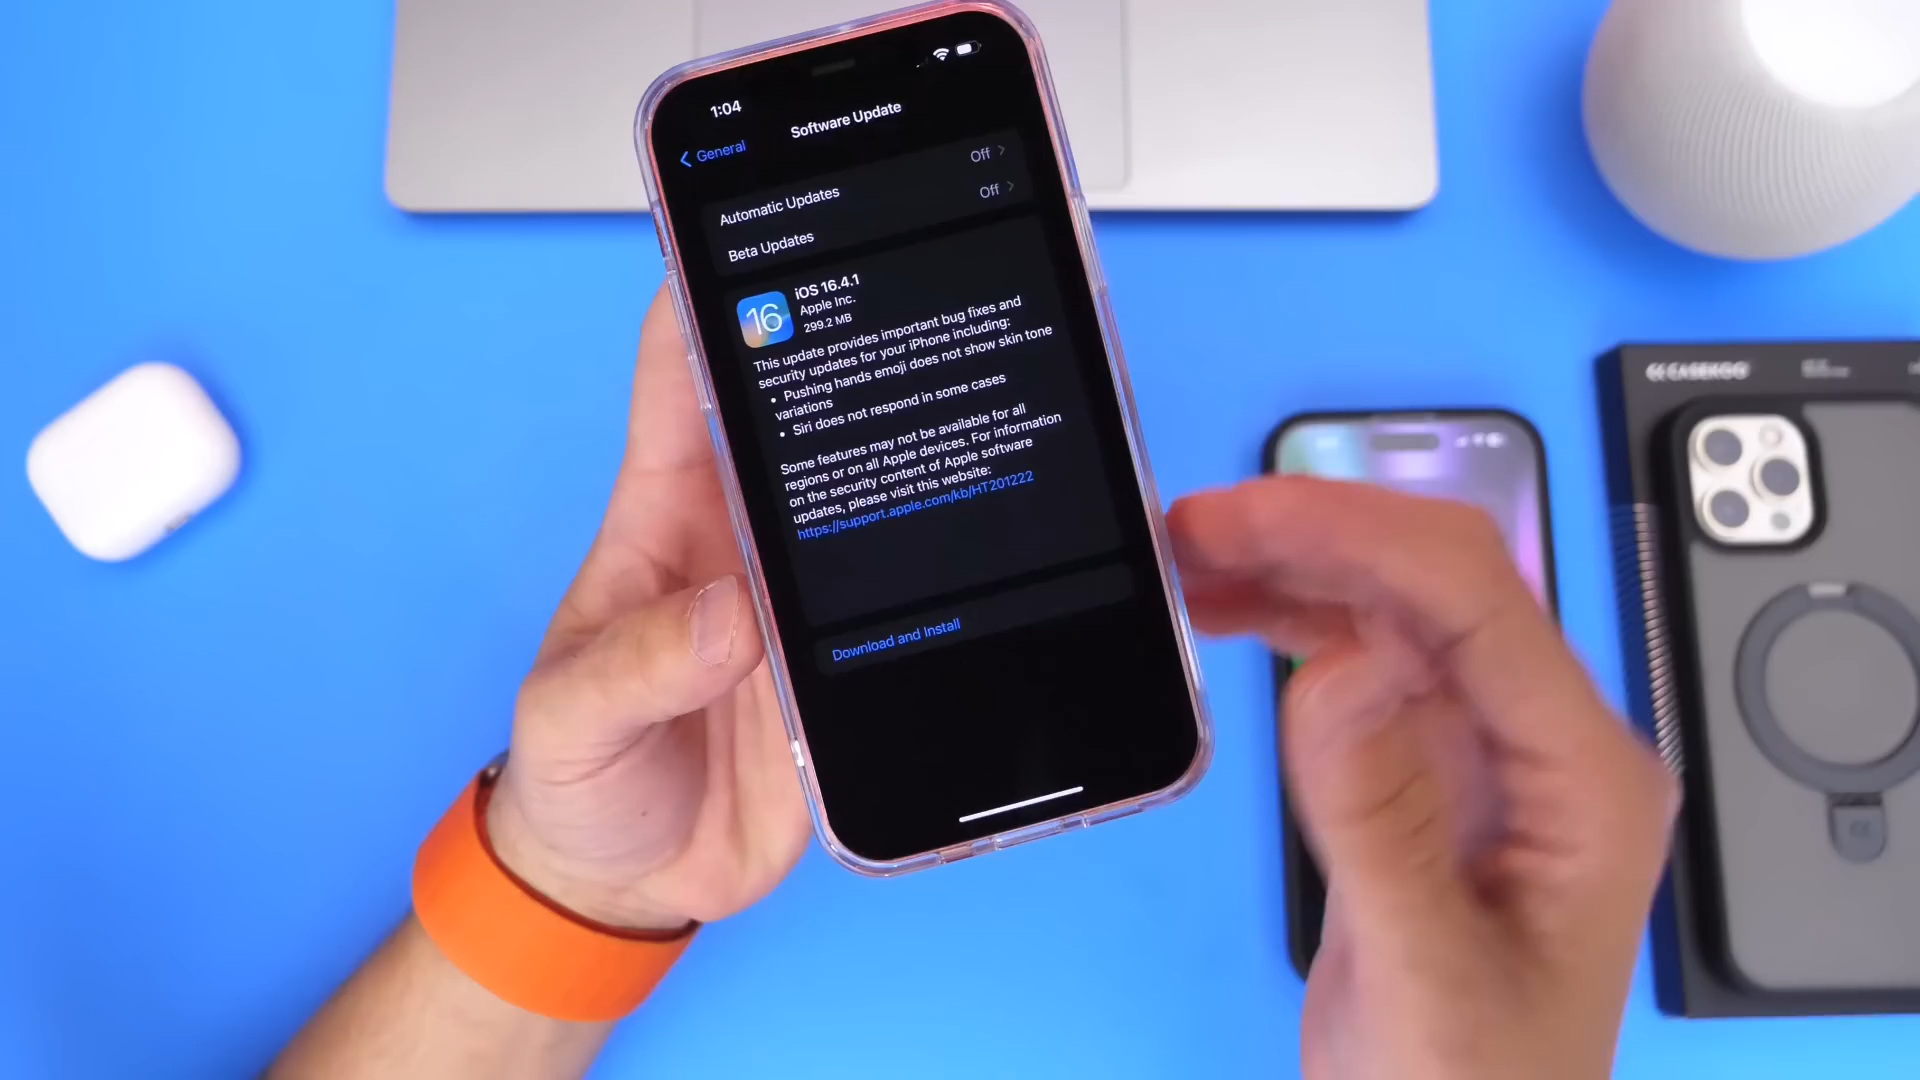 1:04
General
Software Update
Automatic Updates
Off
Beta Updates
Off
16
iOS 16.4.1
Apple Inc.
299.2 MB
This update provides important bug fixes and
security updates for your iPhone including:
• Pushing hands emoji does not show skin tone
variations
• Siri does not respond in some cases
Some features may not be available for all
regions or on all Apple devices. For information
on the security content of Apple software
updates, please visit this website:
https://support.apple.com/kb/HT201222
Download and Install
CASEKOO